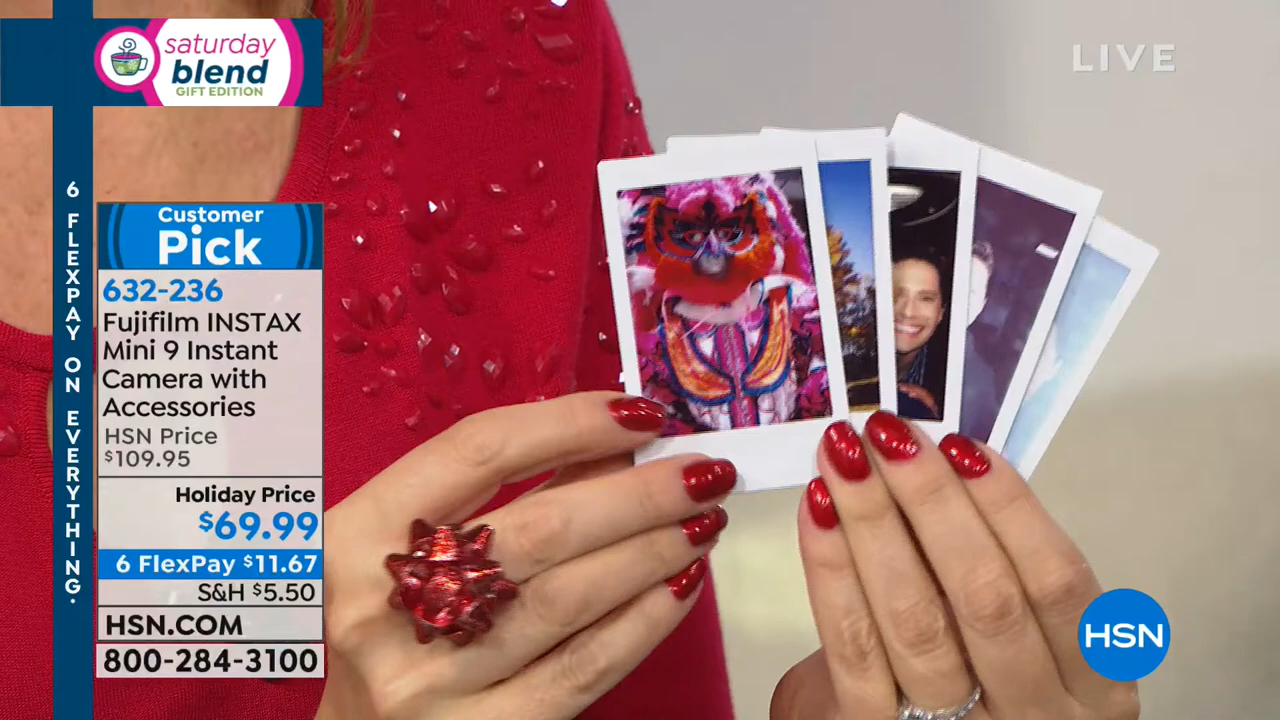 saturday
blend
GIFT EDITION
LIVE
6 FLEXPAY ON EVERYTHING.
Customer
Pick
632-236
Fujifilm INSTAX
Mini 9 Instant
Camera with
Accessories
HSN Price
$109.95
Holiday Price
$69.99
6 FlexPay $11.67
S&H $5.50
HSN.COM
800-284-3100
HSN